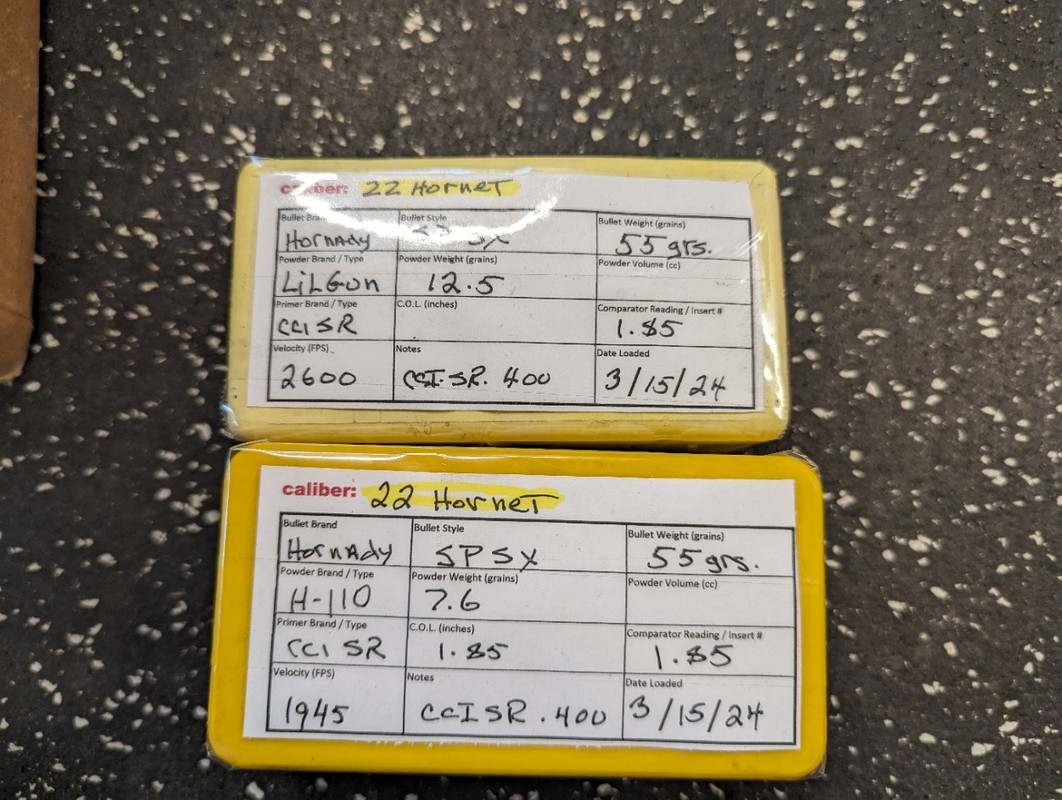 caliber: 22 Hornet
Bullet Brand Bullet Style Bullet Weight (grains)
Hornady SX 55 grs.
Powder Brand / Type Powder Weight (grains) Powder Volume (cc)
LiLGun 12.5
Primer Brand / Type C.O.L. (inches) Comparator Reading / Insert #
CCI SR 1.85
Velocity (FPS) Notes Date Loaded
2600 CCI SR. 400 3/15/24
caliber: 22 Hornet
Bullet Brand Bullet Style Bullet Weight (grains)
Hornady SP SX 55 grs.
Powder Brand / Type Powder Weight (grains) Powder Volume (cc)
H-110 7.6
Primer Brand / Type C.O.L. (inches) Comparator Reading / Insert #
CCI SR 1.85 1.85
Velocity (FPS) Notes Date Loaded
1945 CCI SR . 400 3/15/24